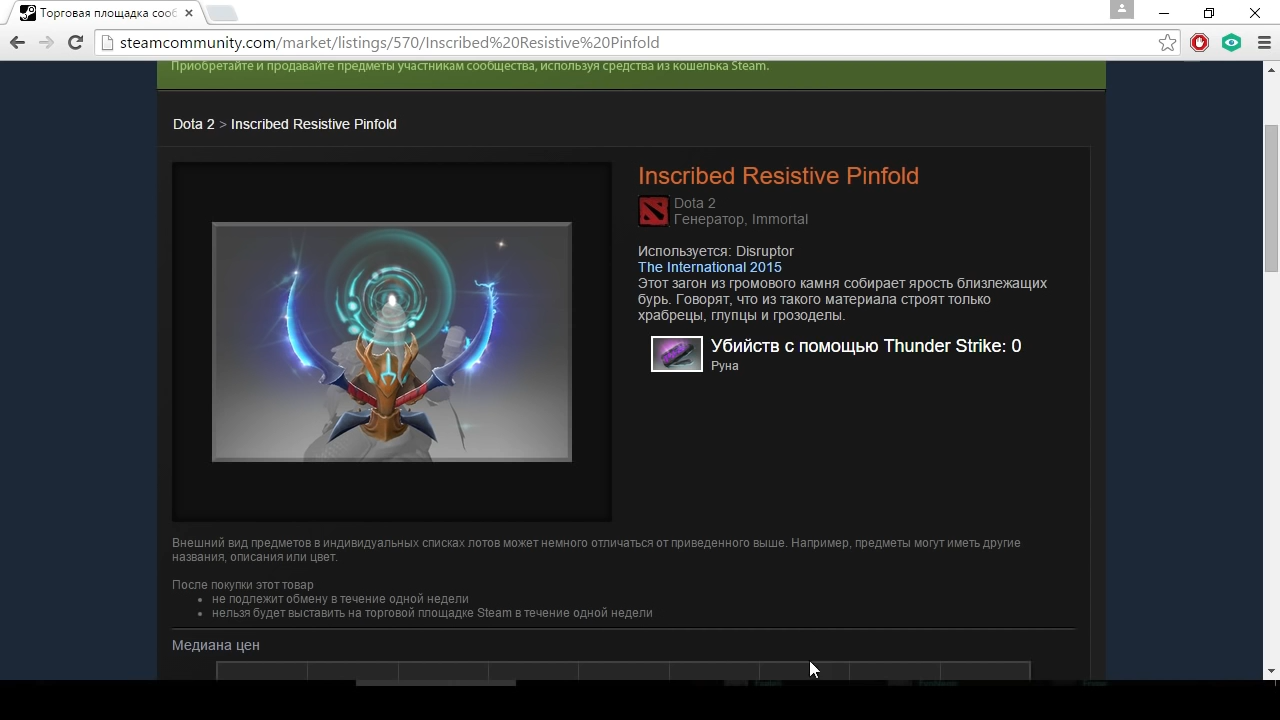 Торговая площадка сооб
steamcommunity.com/market/listings/570/Inscribed%20Resistive%20Pinfold
Приобретайте и продавайте предметы участникам сообщества, используя средства из кошелька Steam.
Dota 2 > Inscribed Resistive Pinfold
Inscribed Resistive Pinfold
Dota 2
Генератор, Immortal
Используется: Disruptor
The International 2015
Этот загон из громового камня собирает ярость близлежащих
бурь. Говорят, что из такого материала строят только
храбрецы, глупцы и грозоделы.
Убийств с помощью Thunder Strike: 0
Руна
Внешний вид предметов в индивидуальных списках лотов может немного отличаться от приведенного выше. Например, предметы могут иметь другие
названия, описания или цвет.
После покупки этот товар
• не подлежит обмену в течение одной недели
• нельзя будет выставить на торговой площадке Steam в течение одной недели
Медиана цен